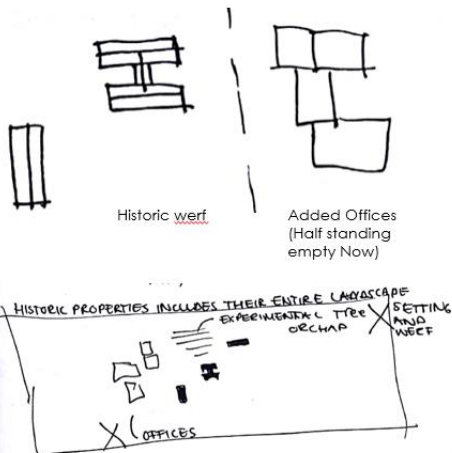 Historic werf
Added Offices
(Half standing
empty Now)
HISTORIC PROPERTIES INCLUDES THEIR ENTIRE LANDSCAPE
EXPERIMENTAL TREE
ORCHAD
SETTING
AND
WERF
OFFICES